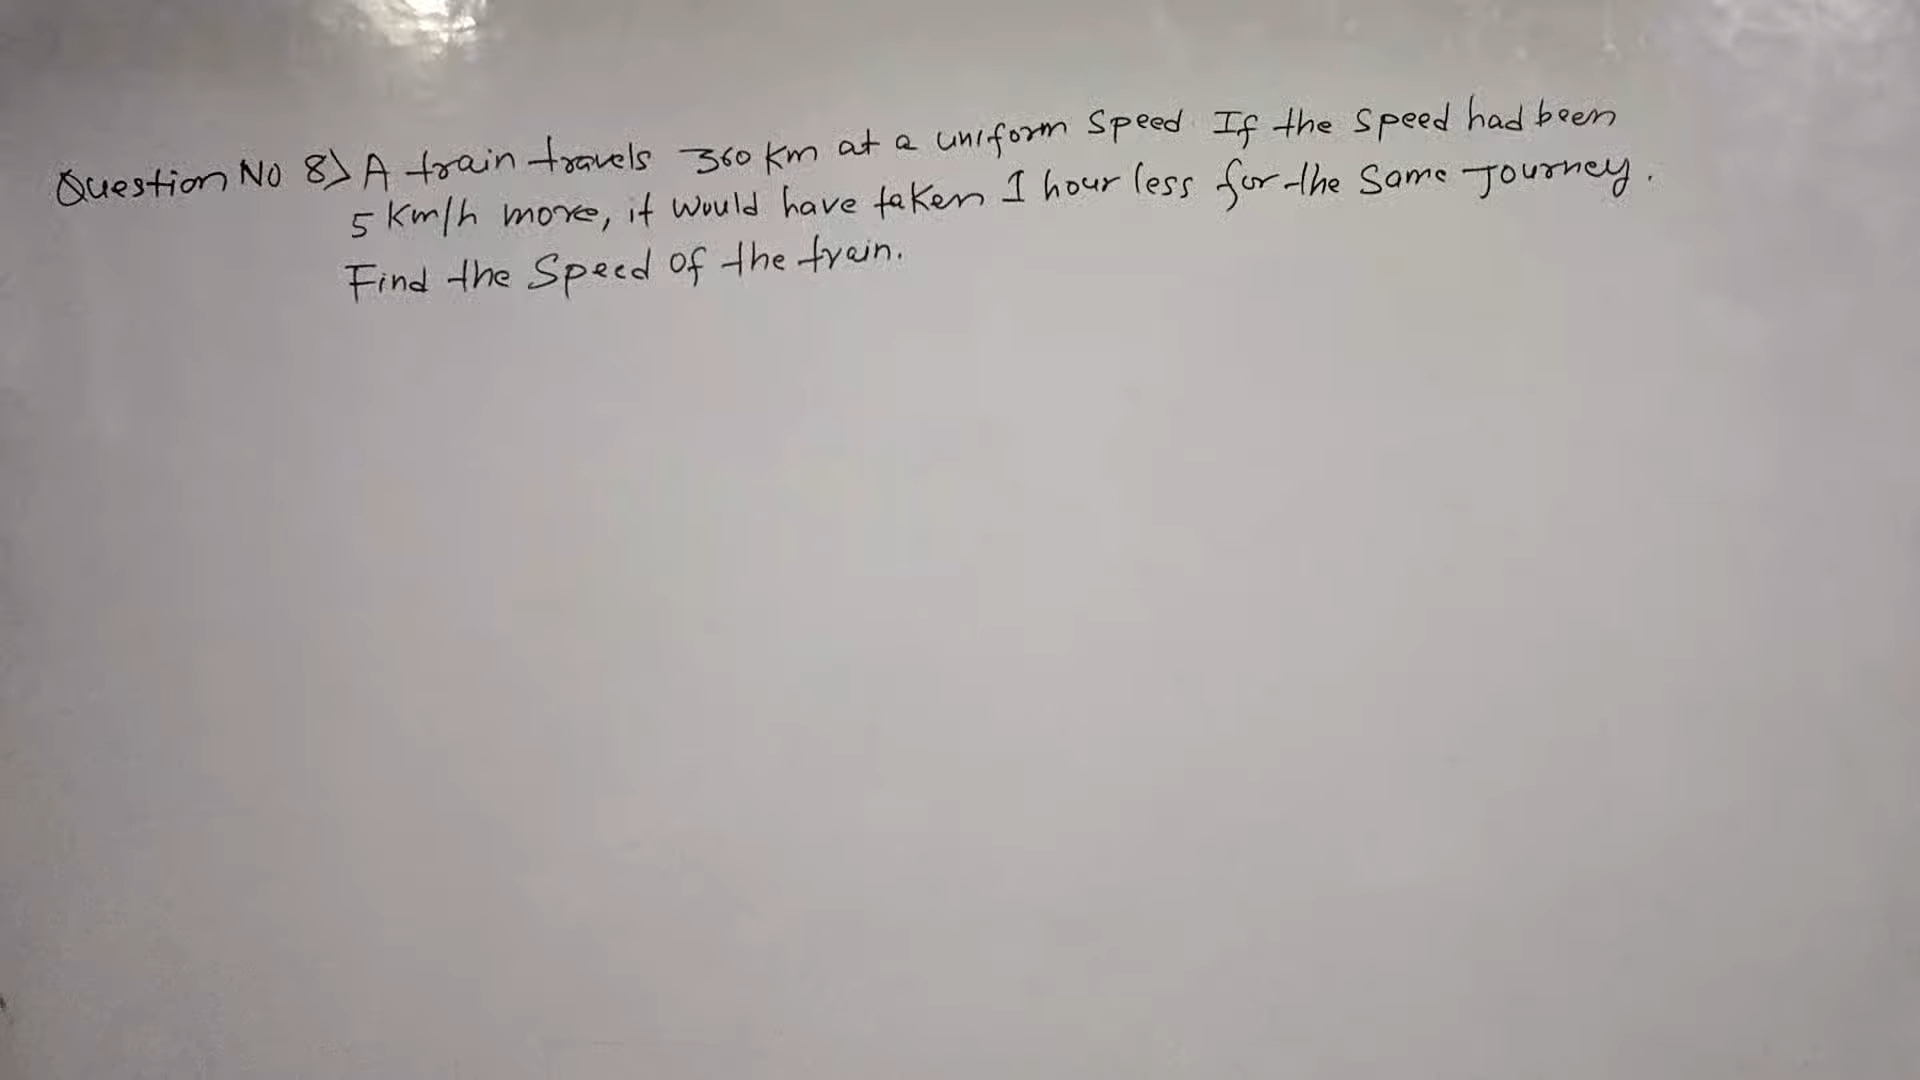 Question No 8) A train travels 360 km at a uniform speed. If the speed had been
5 km/h more, it would have taken 1 hour less for the same Journey.
Find the Speed of the train.